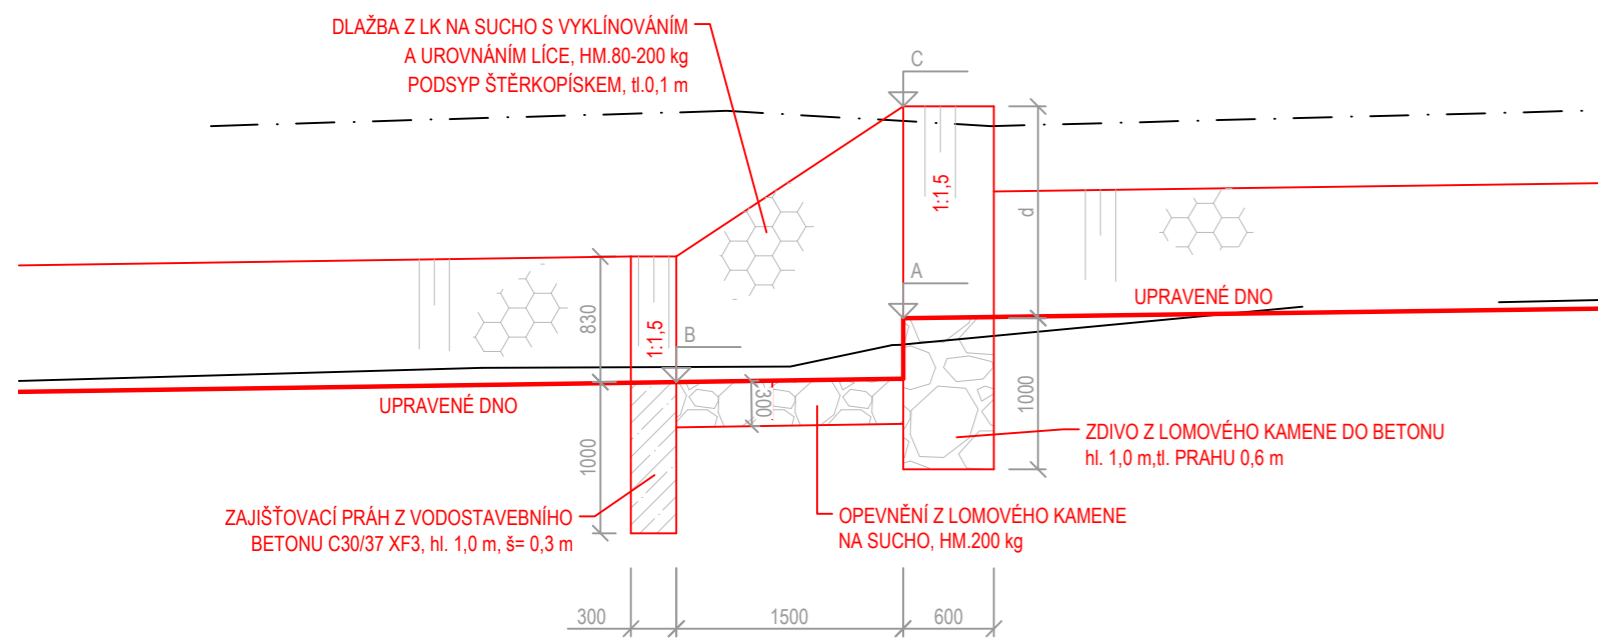 DLAŽBA Z LK NA SUCHO S VYKLÍNOVÁNÍM
A UROVNÁNÍM LÍCE, HM.80-200 kg
PODSYP ŠTĚRKOPÍSKEM, tl.0,1 m
C
1:1,5
d
A
UPRAVENÉ DNO
830
1:1,5
B
UPRAVENÉ DNO
300
1000
1000
ZDIVO Z LOMOVÉHO KAMENE DO BETONU
hl. 1,0 m,tl. PRAHU 0,6 m
ZAJIŠŤOVACÍ PRÁH Z VODOSTAVEBNÍHO
BETONU C30/37 XF3, hl. 1,0 m, š= 0,3 m
OPEVNĚNÍ Z LOMOVÉHO KAMENE
NA SUCHO, HM.200 kg
300
1500
600